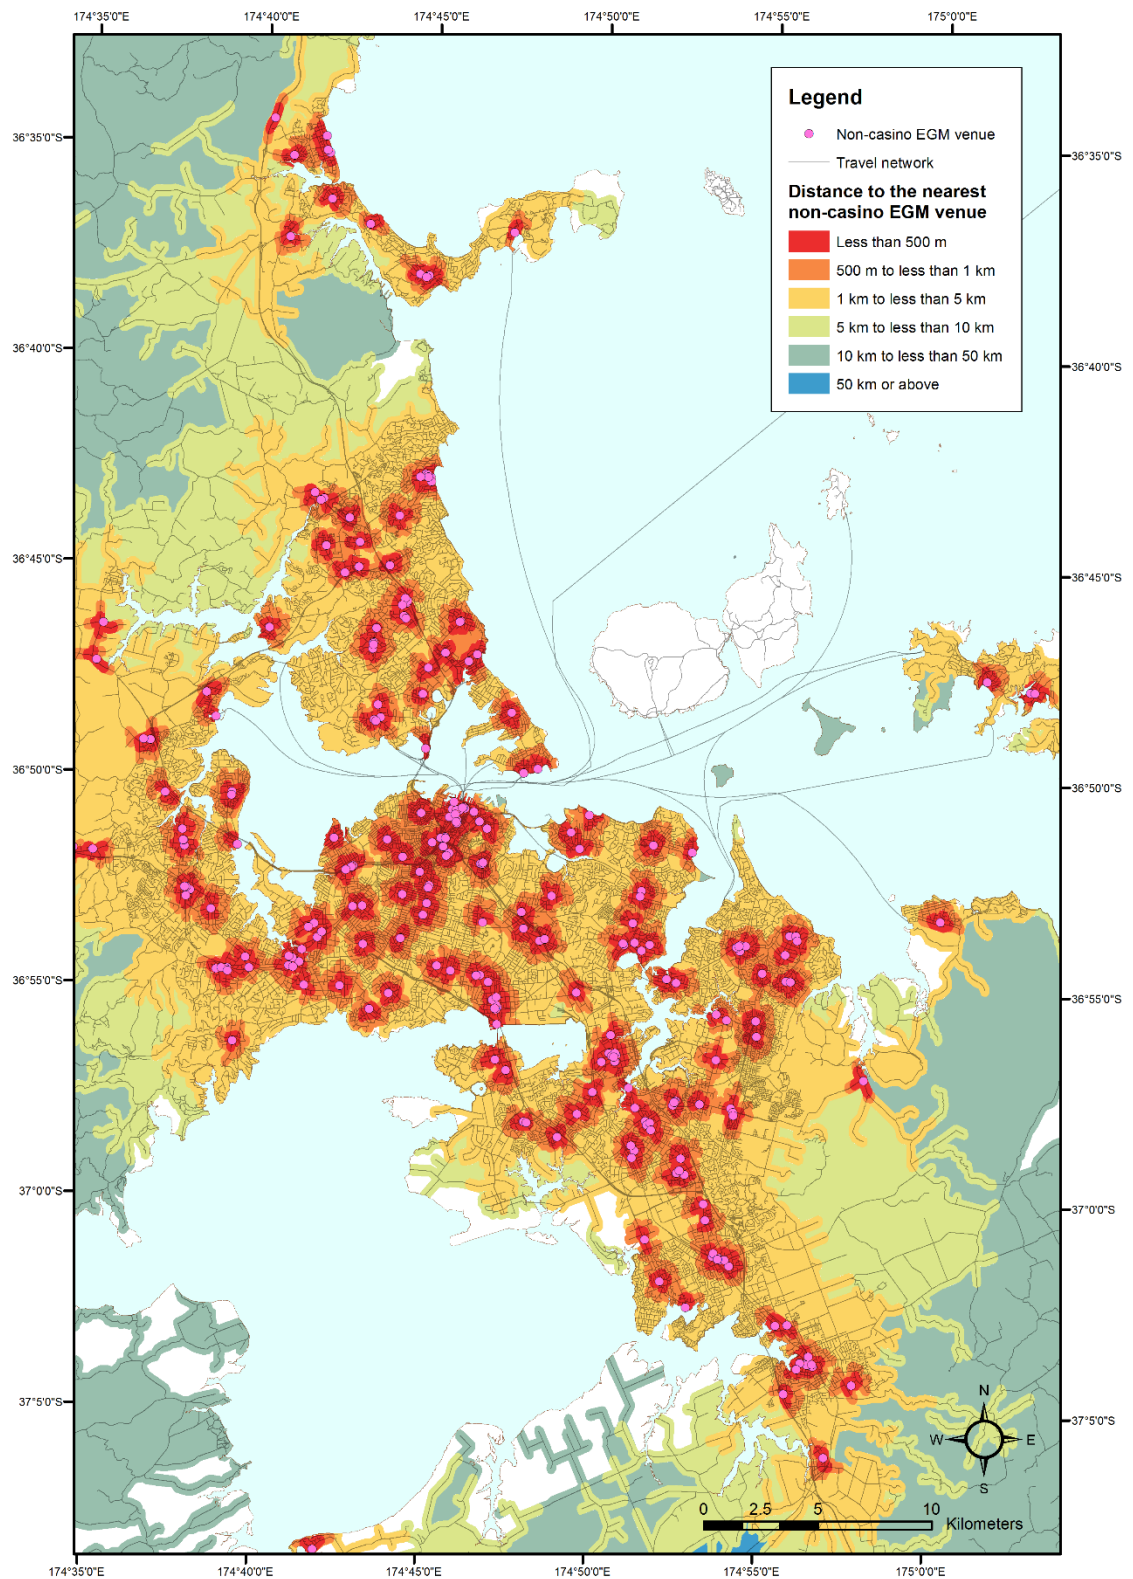 174°35'0"E 174°40'0"E 174°45'0"E 174°50'0"E 174°55'0"E 175°0'0"E
Legend
Non-casino EGM venue
Travel network
Distance to the nearest
non-casino EGM venue
Less than 500 m
500 m to less than 1 km
1 km to less than 5 km
5 km to less than 10 km
10 km to less than 50 km
50 km or above
36°35'0"S 36°35'0"S
36°40'0"S 36°40'0"S
36°45'0"S 36°45'0"S
36°50'0"S 36°50'0"S
36°55'0"S 36°55'0"S
37°0'0"S 37°0'0"S
37°5'0"S 37°5'0"S
N
W E
S
0 2.5 5 10
Kilometers
174°35'0"E 174°40'0"E 174°45'0"E 174°50'0"E 174°55'0"E 175°0'0"E